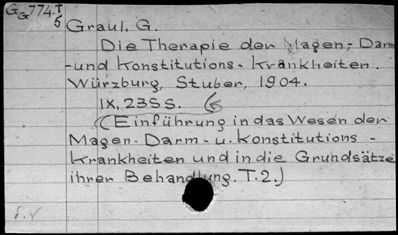 GG774.T
6
Graul, G.
Die Therapie der Magen,- Darm
-und Konstitutions-Krankheiten.
Würzburg, Stuber, 1904.
IX, 235 S.
(Einführung in das Wesen der
Magen- Darm- u. Konstitutions-
krankheiten und in die Grundsätze
ihrer Behandlung. T. 2.)